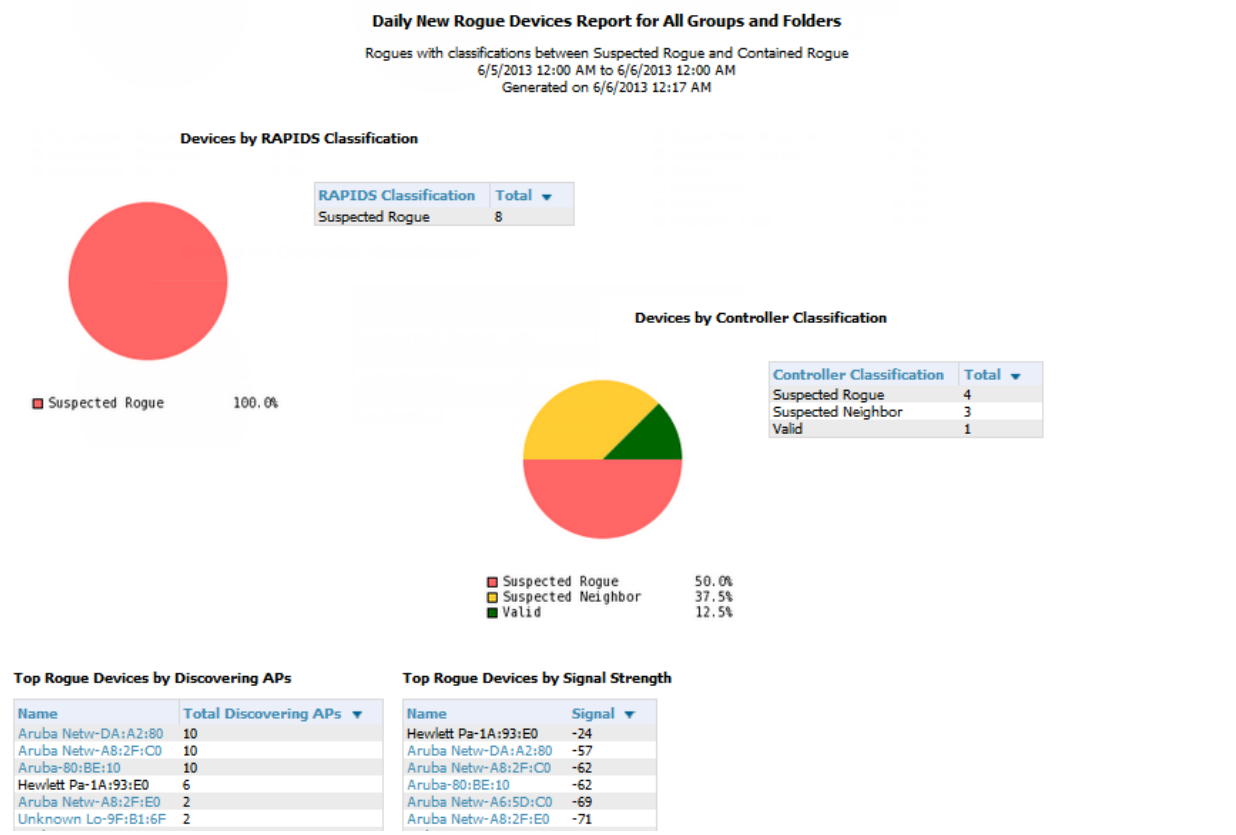 Daily New Rogue Devices Report for All Groups and Folders
Rogues with classifications between Suspected Rogue and Contained Rogue
6/5/2013 12:00 AM to 6/6/2013 12:00 AM
Generated on 6/6/2013 12:17 AM
Devices by RAPIDS Classification
RAPIDS Classification Total
Suspected Rogue 8
Suspected Rogue 100.0%
Devices by Controller Classification
Controller Classification Total
Suspected Rogue 4
Suspected Neighbor 3
Valid 1
Suspected Rogue 50.0%
Suspected Neighbor 37.5%
Valid 12.5%
Top Rogue Devices by Discovering APs
Name Total Discovering APs
Aruba Netw-DA:A2:80 10
Aruba Netw-A8:2F:C0 10
Aruba-80:BE:10 10
Hewlett Pa-1A:93:E0 6
Aruba Netw-A8:2F:E0 2
Unknown Lo-9F:B1:6F 2
Top Rogue Devices by Signal Strength
Name Signal
Hewlett Pa-1A:93:E0 -24
Aruba Netw-DA:A2:80 -57
Aruba Netw-A8:2F:C0 -62
Aruba-80:BE:10 -62
Aruba Netw-A6:5D:C0 -69
Aruba Netw-A8:2F:E0 -71